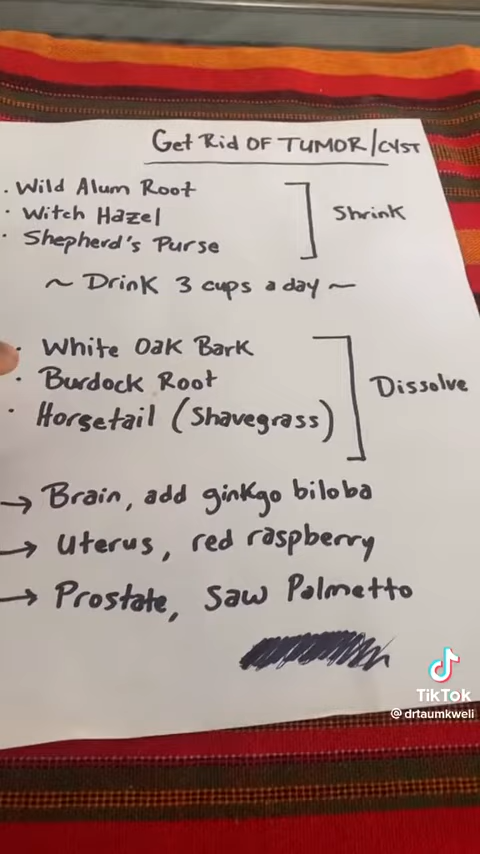 Get Rid OF TUMOR/CYST
· Wild Alum Root
· Witch Hazel
· Shepherd's Purse
Shrink
~ Drink 3 cups a day ~
· White Oak Bark
· Burdock Root
· Horsetail (Shavegrass)
Dissolve
→ Brain, add ginkgo biloba
→ Uterus, red raspberry
→ Prostate, Saw Palmetto
TikTok
@drtaumkweli